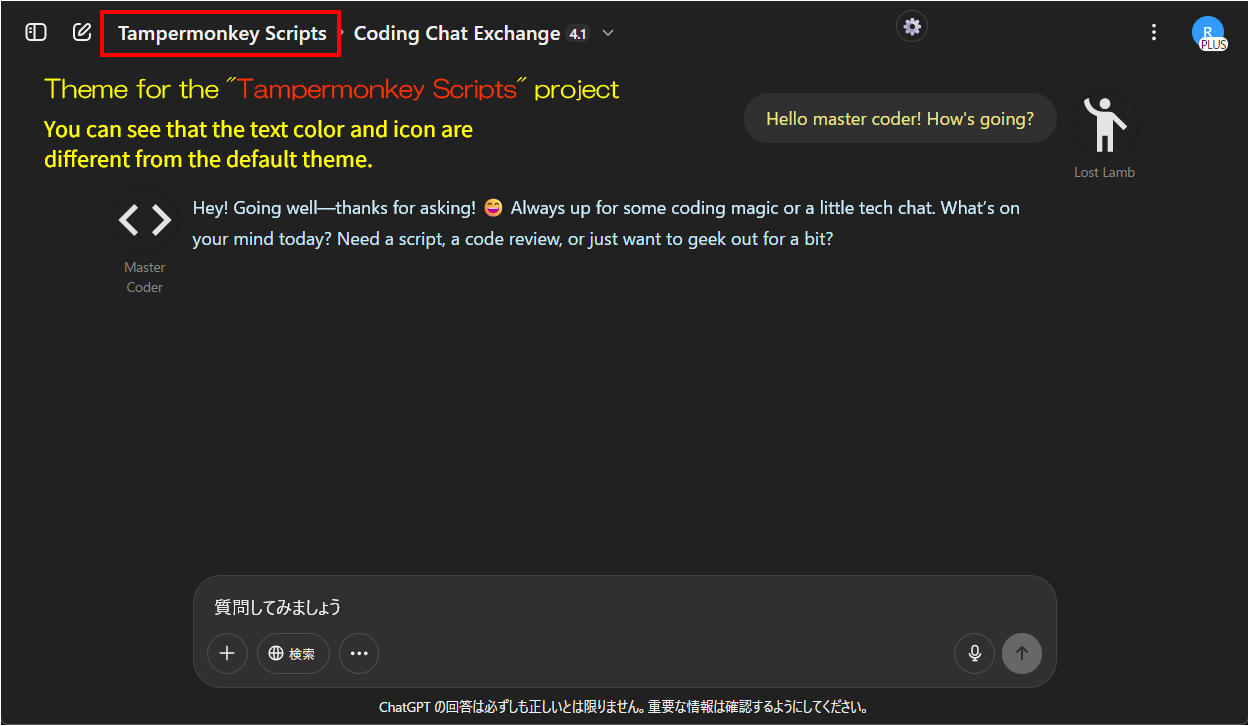 Tampermonkey Scripts Coding Chat Exchange 4.1
R
PLUS
Theme for the "Tampermonkey Scripts" project
You can see that the text color and icon are
different from the default theme.
Hello master coder! How's going?
Lost Lamb
Hey! Going well—thanks for asking! 😄 Always up for some coding magic or a little tech chat. What's on
your mind today? Need a script, a code review, or just want to geek out for a bit?
Master
Coder
質問してみましょう
検索
ChatGPT の回答は必ずしも正しいとは限りません。重要な情報は確認するようにしてください。